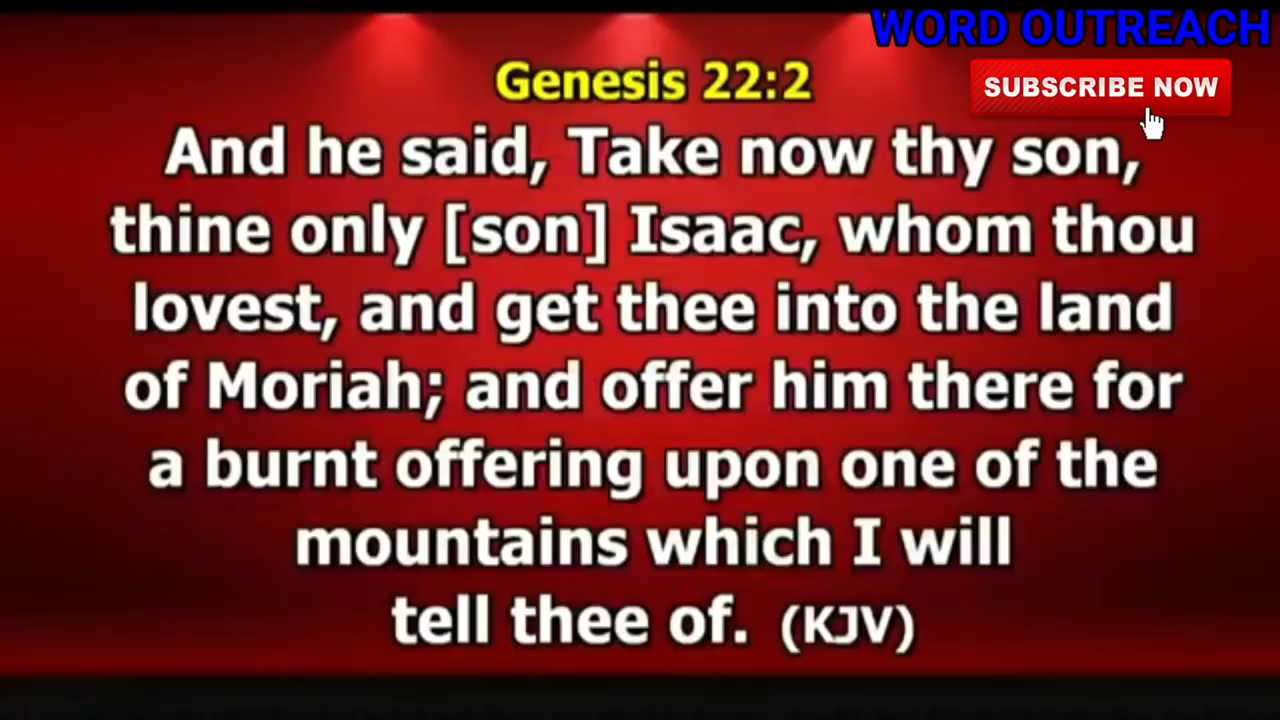 WORD OUTREACH
SUBSCRIBE NOW
Genesis 22:2
And he said, Take now thy son,
thine only [son] Isaac, whom thou
lovest, and get thee into the land
of Moriah; and offer him there for
a burnt offering upon one of the
mountains which I will
tell thee of. (KJV)